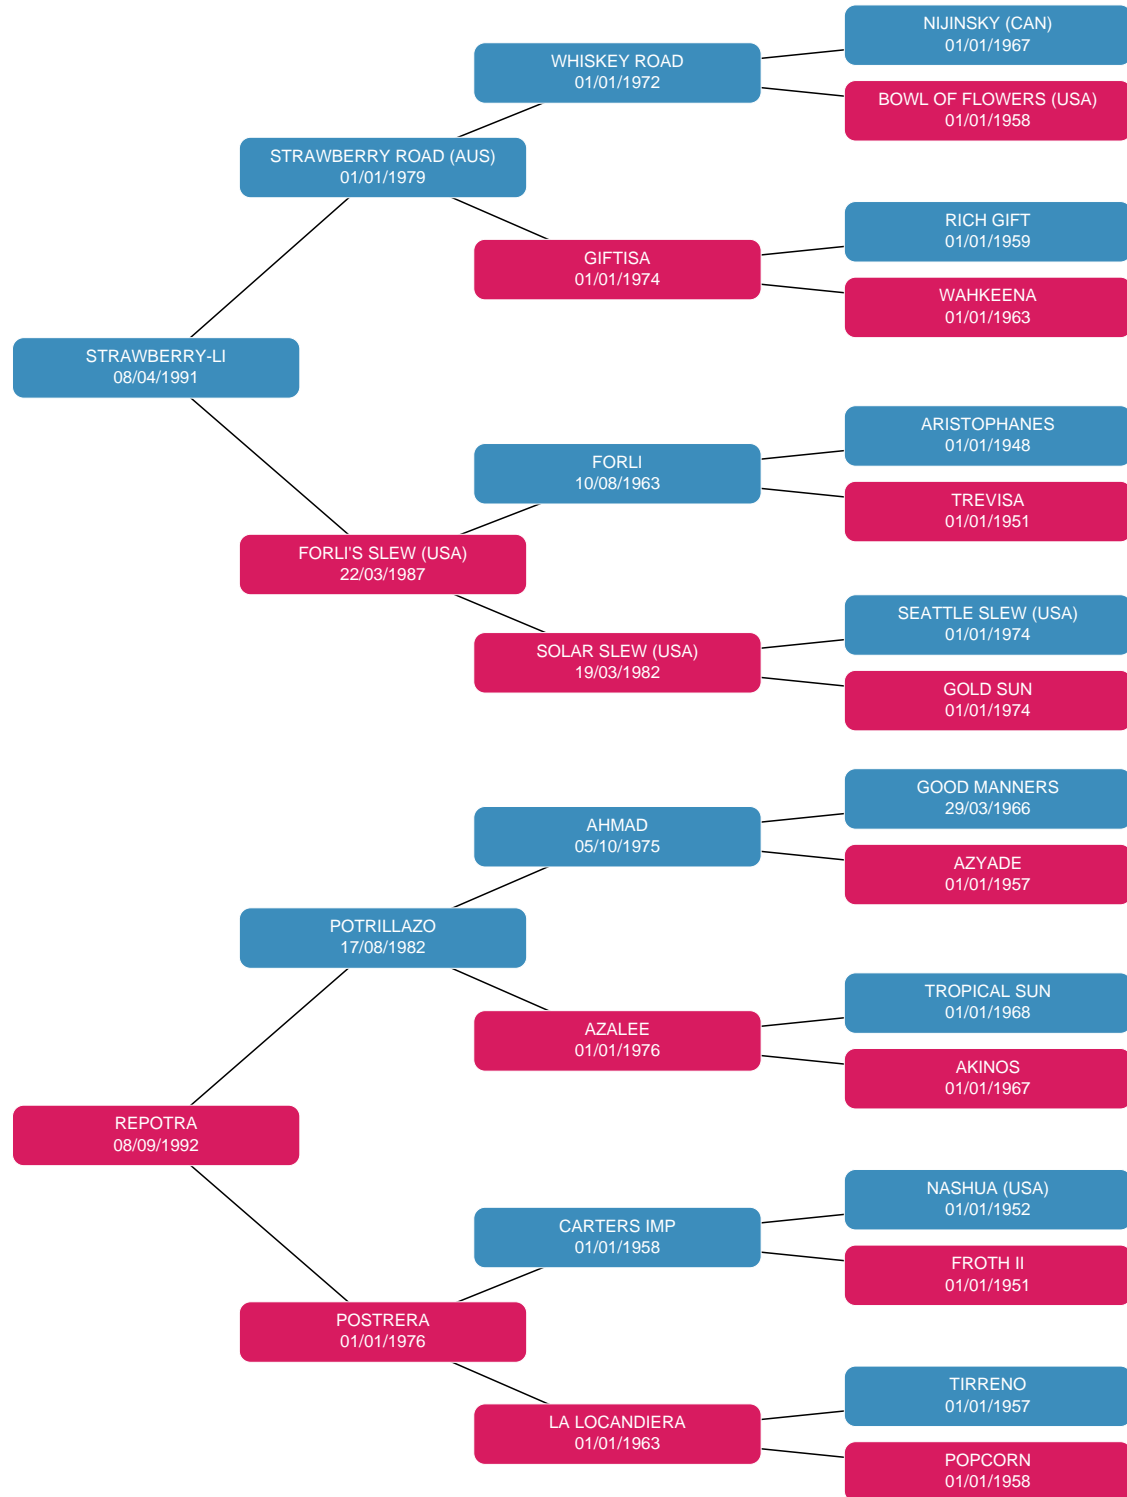 NIJINSKY (CAN)
01/01/1967
WHISKEY ROAD
01/01/1972
BOWL OF FLOWERS (USA)
01/01/1958
STRAWBERRY ROAD (AUS)
01/01/1979
RICH GIFT
01/01/1959
GIFTISA
01/01/1974
WAHKEENA
01/01/1963
STRAWBERRY-LI
08/04/1991
ARISTOPHANES
01/01/1948
FORLI
10/08/1963
TREVISA
01/01/1951
FORLI'S SLEW (USA)
22/03/1987
SEATTLE SLEW (USA)
01/01/1974
SOLAR SLEW (USA)
19/03/1982
GOLD SUN
01/01/1974
GOOD MANNERS
29/03/1966
AHMAD
05/10/1975
AZYADE
01/01/1957
POTRILLAZO
17/08/1982
TROPICAL SUN
01/01/1968
AZALEE
01/01/1976
AKINOS
01/01/1967
REPOTRA
08/09/1992
NASHUA (USA)
01/01/1952
CARTERS IMP
01/01/1958
FROTH II
01/01/1951
POSTRERA
01/01/1976
TIRRENO
01/01/1957
LA LOCANDIERA
01/01/1963
POPCORN
01/01/1958